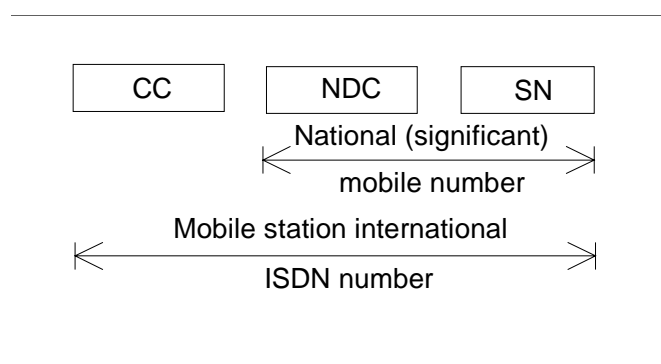 CC NDC SN
National (significant)
mobile number
Mobile station international
ISDN number